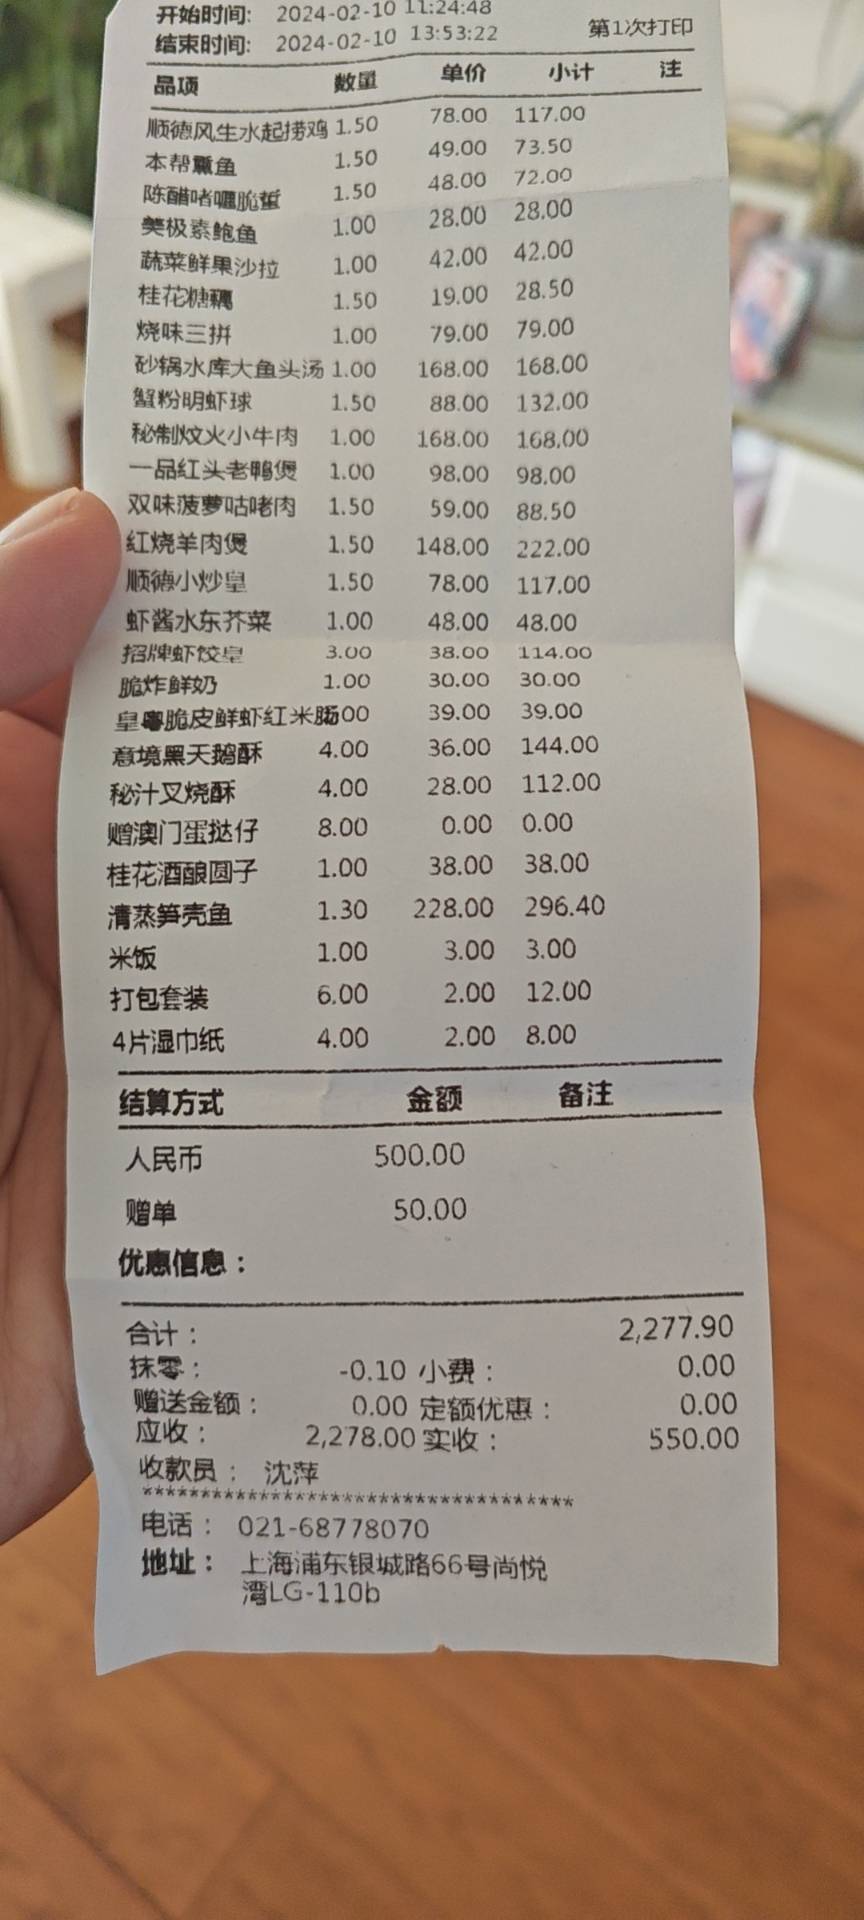 开始时间: 2024-02-10 11:24:48
结束时间: 2024-02-10 13:53:22 第1次打印
品项 数量 单价 小计 注
顺德风生水起捞鸡 1.50 78.00 117.00
本帮熏鱼 1.50 49.00 73.50
陈醋啫喱脆蜇 1.50 48.00 72.00
美极素鲍鱼 1.00 28.00 28.00
蔬菜鲜果沙拉 1.00 42.00 42.00
桂花糖藕 1.50 19.00 28.50
烧味三拼 1.00 79.00 79.00
砂锅水库大鱼头汤 1.00 168.00 168.00
蟹粉明虾球 1.50 88.00 132.00
秘制炆火小牛肉 1.00 168.00 168.00
一品红头老鸭煲 1.00 98.00 98.00
双味菠萝咕咾肉 1.50 59.00 88.50
红烧羊肉煲 1.50 148.00 222.00
顺德小炒皇 1.50 78.00 117.00
虾酱水东芥菜 1.00 48.00 48.00
招牌虾饺皇 3.00 38.00 114.00
脆炸鲜奶 1.00 30.00 30.00
皇粤脆皮鲜虾红米肠00 39.00 39.00
意境黑天鹅酥 4.00 36.00 144.00
秘汁叉烧酥 4.00 28.00 112.00
赠澳门蛋挞仔 8.00 0.00 0.00
桂花酒酿圆子 1.00 38.00 38.00
清蒸笋壳鱼 1.30 228.00 296.40
米饭 1.00 3.00 3.00
打包套装 6.00 2.00 12.00
4片湿巾纸 4.00 2.00 8.00
结算方式 金额 备注
人民币 500.00
赠单 50.00
优惠信息：
合计： 2,277.90
抹零： -0.10 小费： 0.00
赠送金额： 0.00 定额优惠： 0.00
应收： 2,278.00 实收： 550.00
收款员： 沈萍
*************************************
电话： 021-68778070
地址： 上海浦东银城路66号尚悦
湾LG-110b